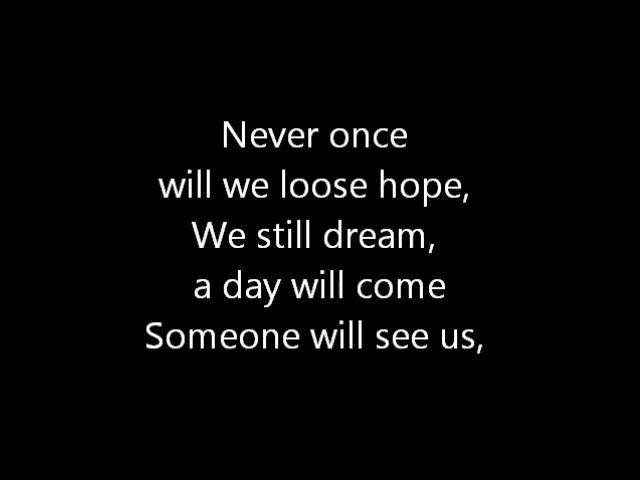 Never once
will we loose hope,
We still dream,
a day will come
Someone will see us,